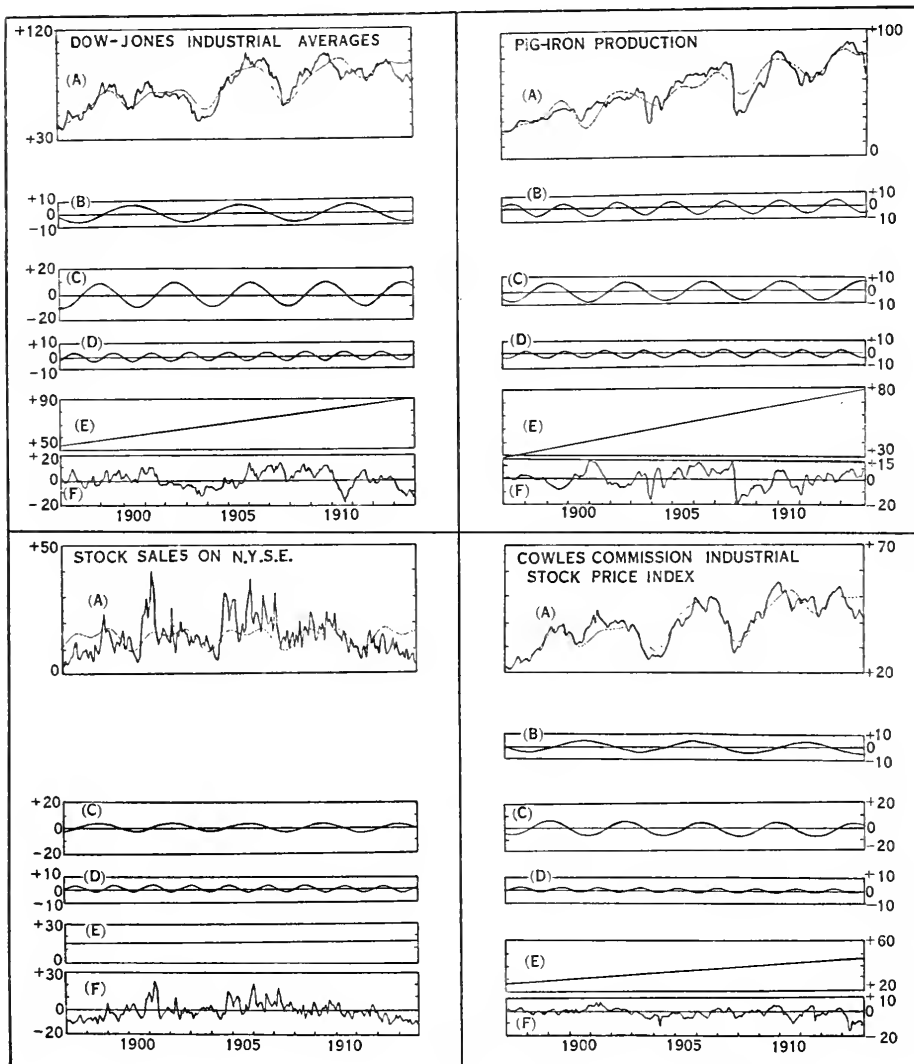 DOW-JONES INDUSTRIAL AVERAGES
+120
(A)
+30
(B)
+10
0
-10
(C)
+20
0
-20
(D)
+10
0
-10
+90
(E)
+50
+20
0
(F)
-20
1900 1905 1910
PIG-IRON PRODUCTION
+100
(A)
0
(B)
+10
0
-10
(C)
+10
0
-10
(D)
+10
0
-10
+80
(E)
+30
+15
0
(F)
-20
1900 1905 1910
STOCK SALES ON N.Y.S.E.
+50
(A)
0
(C)
+20
0
-20
(D)
+10
0
-10
+30
(E)
0
+30
(F)
0
-20
1900 1905 1910
COWLES COMMISSION INDUSTRIAL
STOCK PRICE INDEX
+70
(A)
+20
(B)
+10
0
-10
(C)
+20
0
-20
(D)
+10
0
-10
+60
(E)
+20
+10
0
(F)
-20
1900 1905 1910